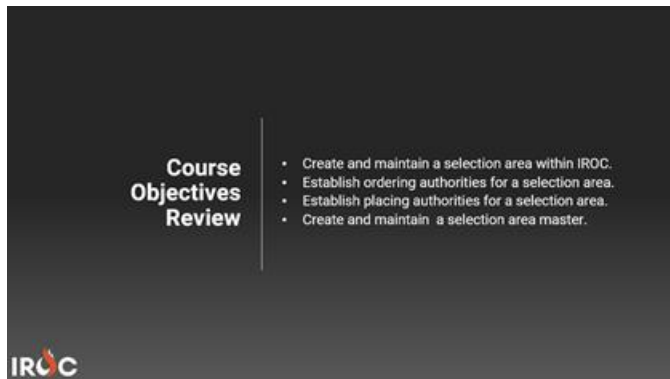 Course
Objectives
Review
• Create and maintain a selection area within IROC.
• Establish ordering authorities for a selection area.
• Establish placing authorities for a selection area.
• Create and maintain  a selection area master.
IROC